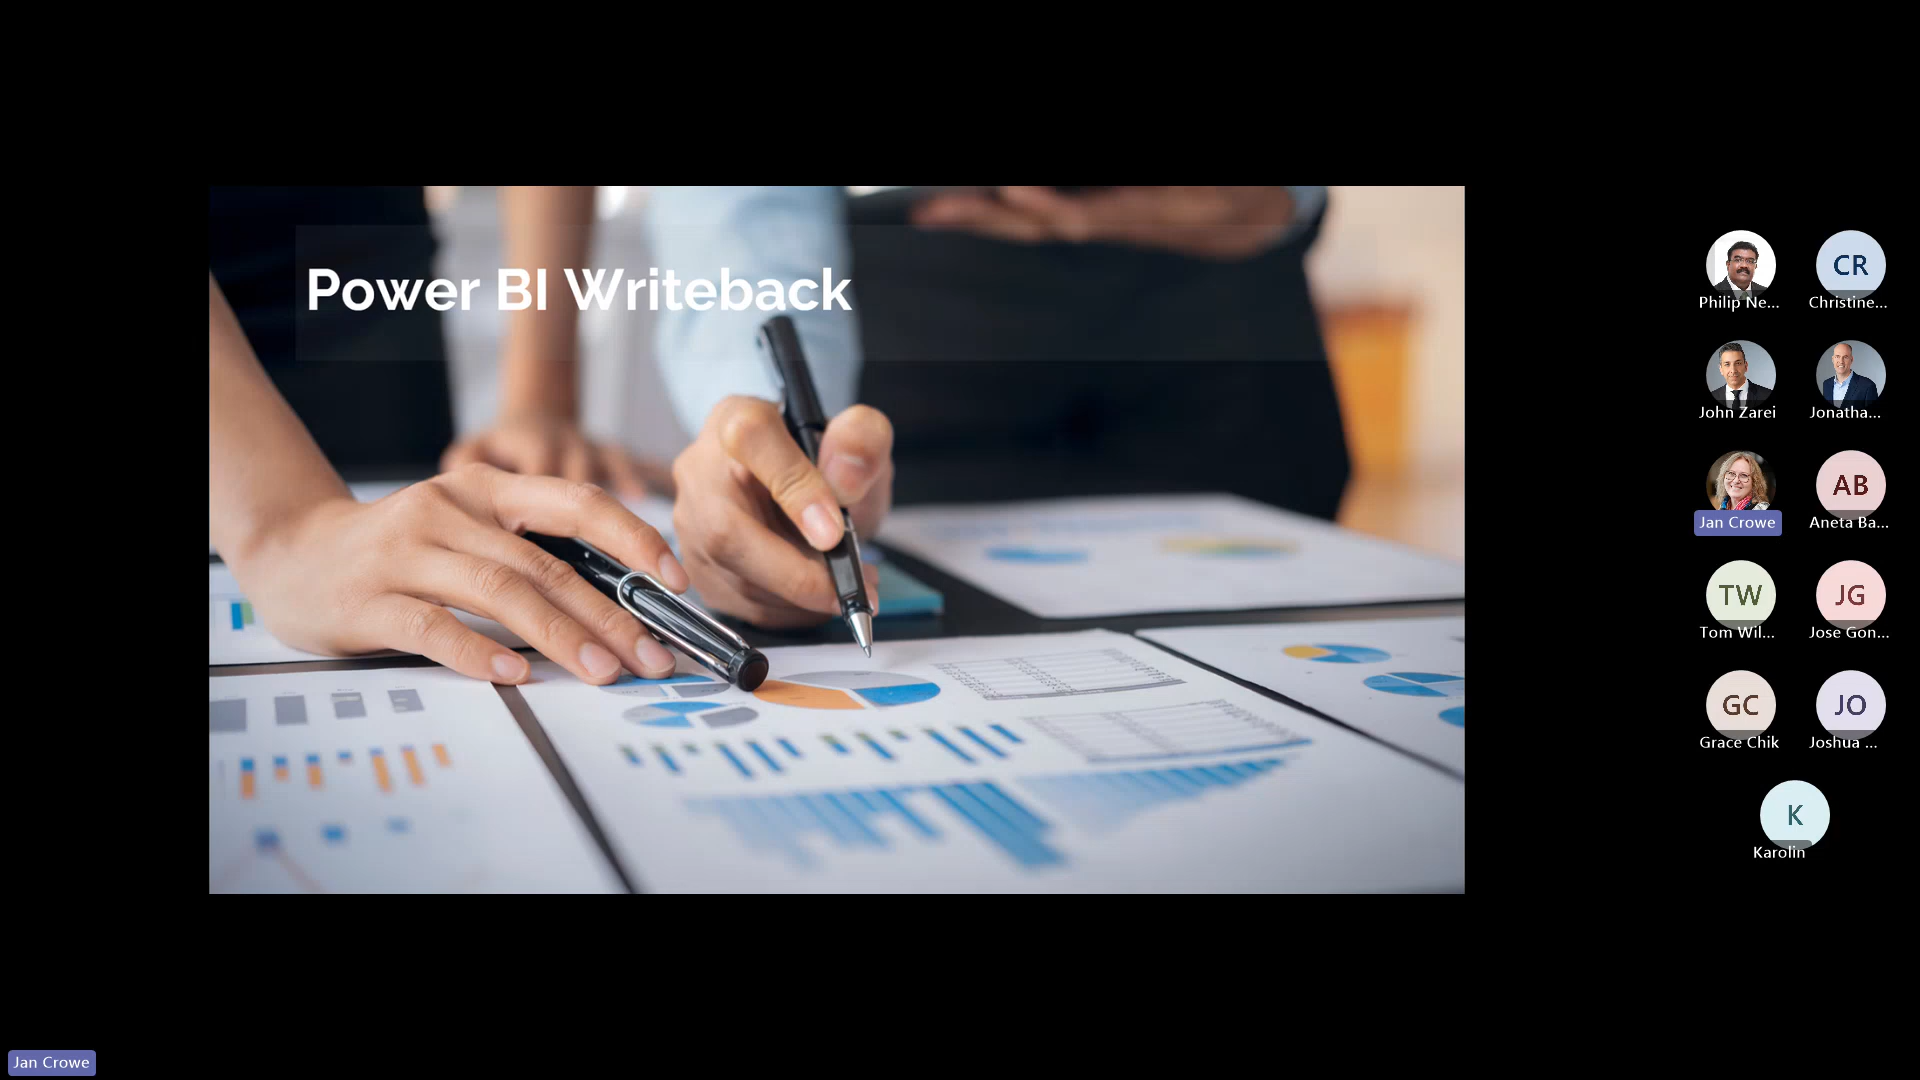 Power BI Writeback
Philip Ne...
CR
Christine...
John Zarei
Jonatha...
Jan Crowe
AB
Aneta Ba...
TW
Tom Wil...
JG
Jose Gon...
GC
Grace Chik
JO
Joshua ...
K
Karolin
Jan Crowe